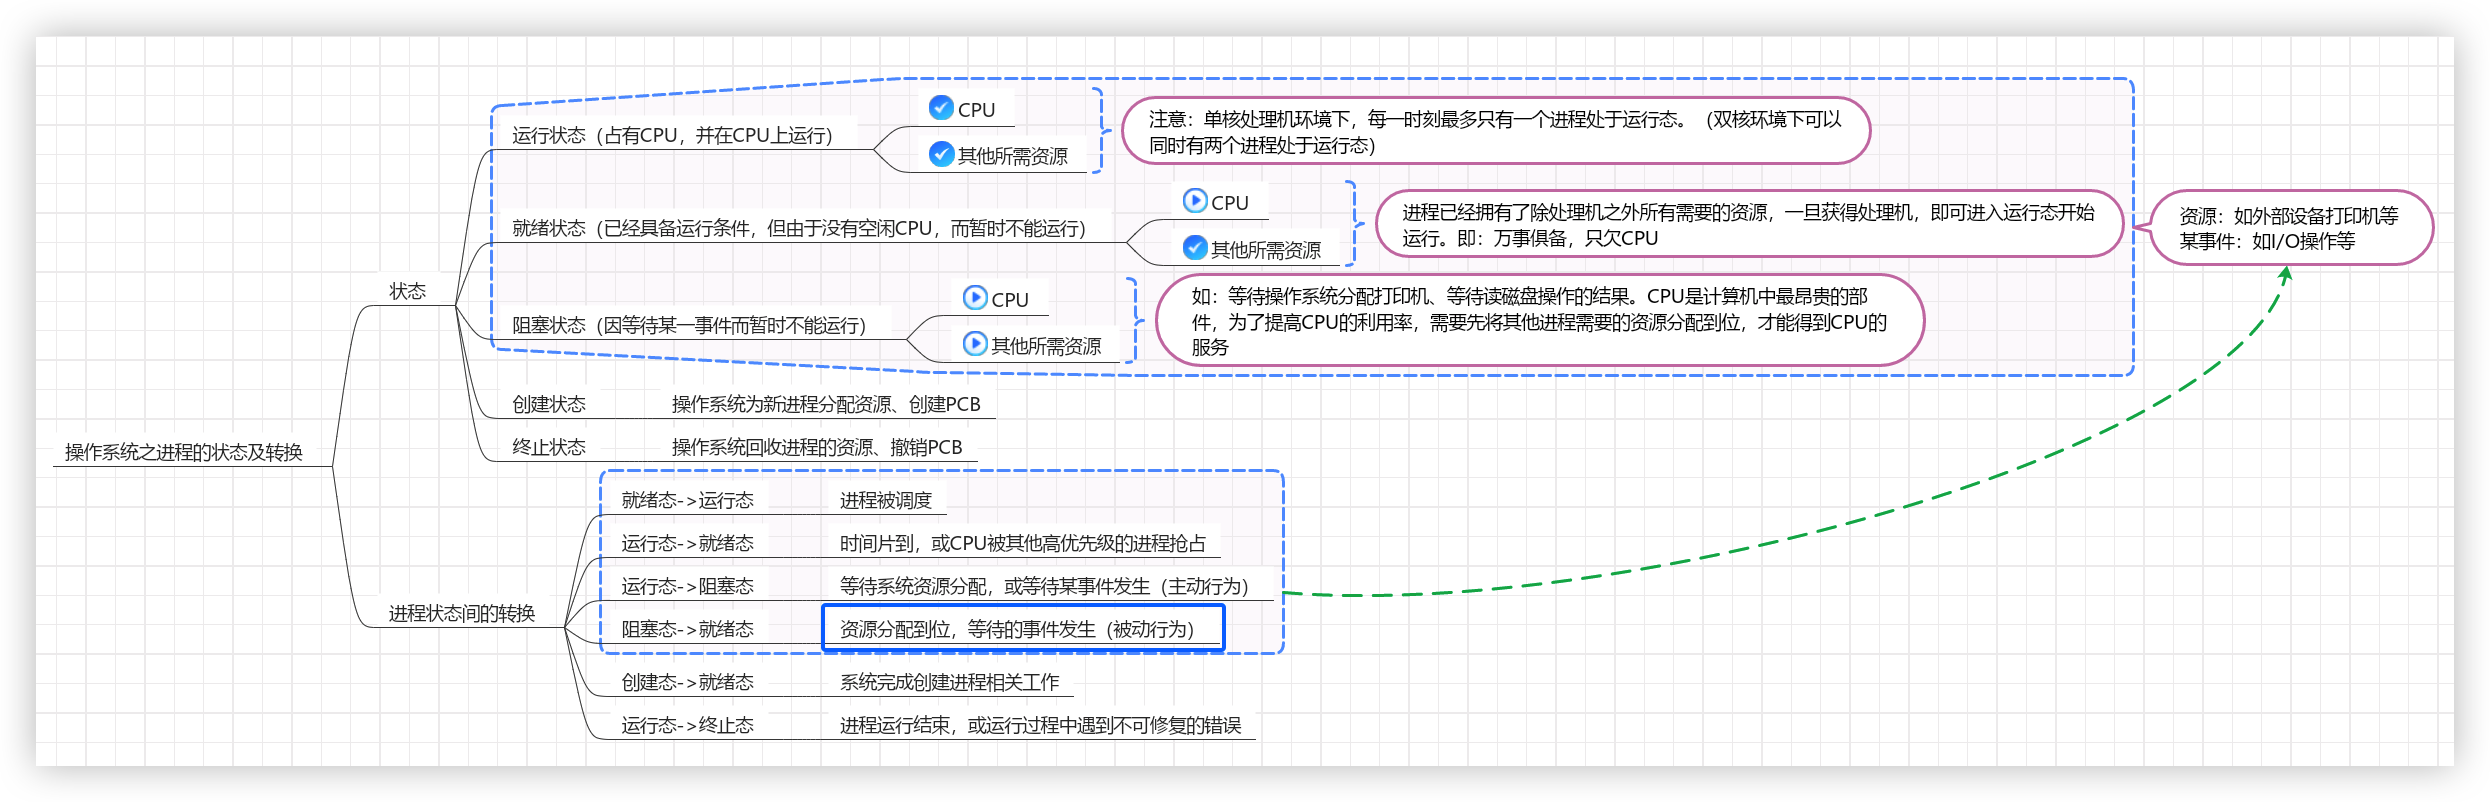 操作系统之进程的状态及转换
状态
运行状态（占有CPU，并在CPU上运行）
CPU
其他所需资源
注意：单核处理机环境下，每一时刻最多只有一个进程处于运行态。（双核环境下可以
同时有两个进程处于运行态）
就绪状态（已经具备运行条件，但由于没有空闲CPU，而暂时不能运行）
CPU
其他所需资源
进程已经拥有了除处理机之外所有需要的资源，一旦获得处理机，即可进入运行态开始
运行。即：万事俱备，只欠CPU
资源：如外部设备打印机等
某事件：如I/O操作等
阻塞状态（因等待某一事件而暂时不能运行）
CPU
其他所需资源
如：等待操作系统分配打印机、等待读磁盘操作的结果。CPU是计算机中最昂贵的部
件，为了提高CPU的利用率，需要先将其他进程需要的资源分配到位，才能得到CPU的
服务
创建状态 操作系统为新进程分配资源、创建PCB
终止状态 操作系统回收进程的资源、撤销PCB
进程状态间的转换
就绪态->运行态 进程被调度
运行态->就绪态 时间片到，或CPU被其他高优先级的进程抢占
运行态->阻塞态 等待系统资源分配，或等待某事件发生（主动行为）
阻塞态->就绪态 资源分配到位，等待的事件发生（被动行为）
创建态->就绪态 系统完成创建进程相关工作
运行态->终止态 进程运行结束，或运行过程中遇到不可修复的错误